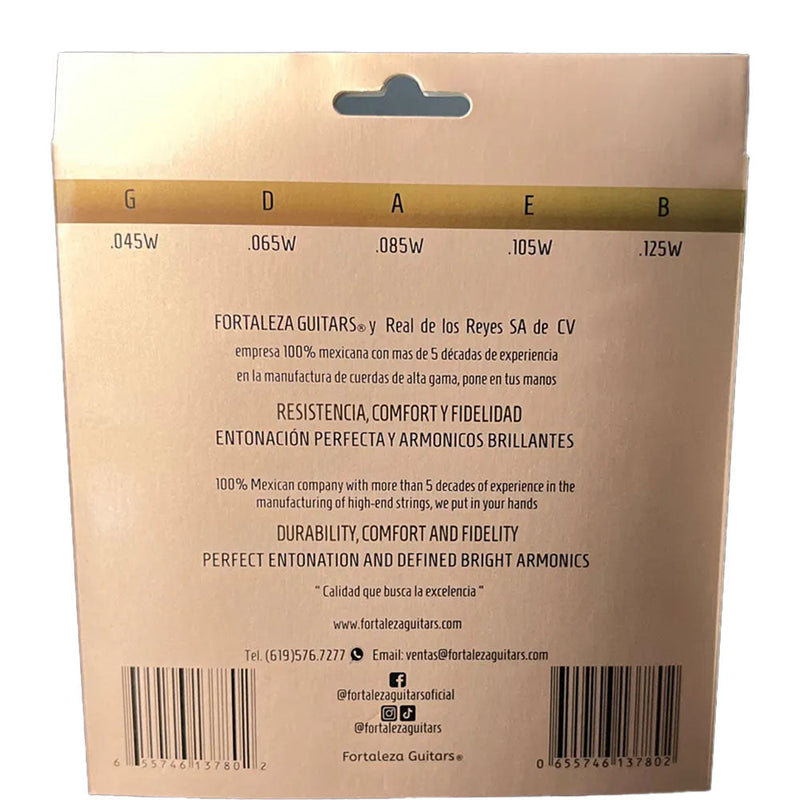 G D A E B
.045W .065W .085W .105W .125W
FORTALEZA GUITARS® y Real de los Reyes SA de CV
empresa 100% mexicana con mas de 5 décadas de experiencia
en la manufactura de cuerdas de alta gama, pone en tus manos
RESISTENCIA, COMFORT Y FIDELIDAD
ENTONACIÓN PERFECTA Y ARMONICOS BRILLANTES
100% Mexican company with more than 5 decades of experience in the
manufacturing of high-end strings, we put in your hands
DURABILITY, COMFORT AND FIDELITY
PERFECT ENTONATION AND DEFINED BRIGHT ARMONICS
" Calidad que busca la excelencia "
www.fortalezaguitars.com
Tel. (619)576.7277 Email: ventas@fortalezaguitars.com
@fortalezaguitarsoficial
@fortalezaguitars
Fortaleza Guitars®
6 55746 13780 2
0 655746 137802